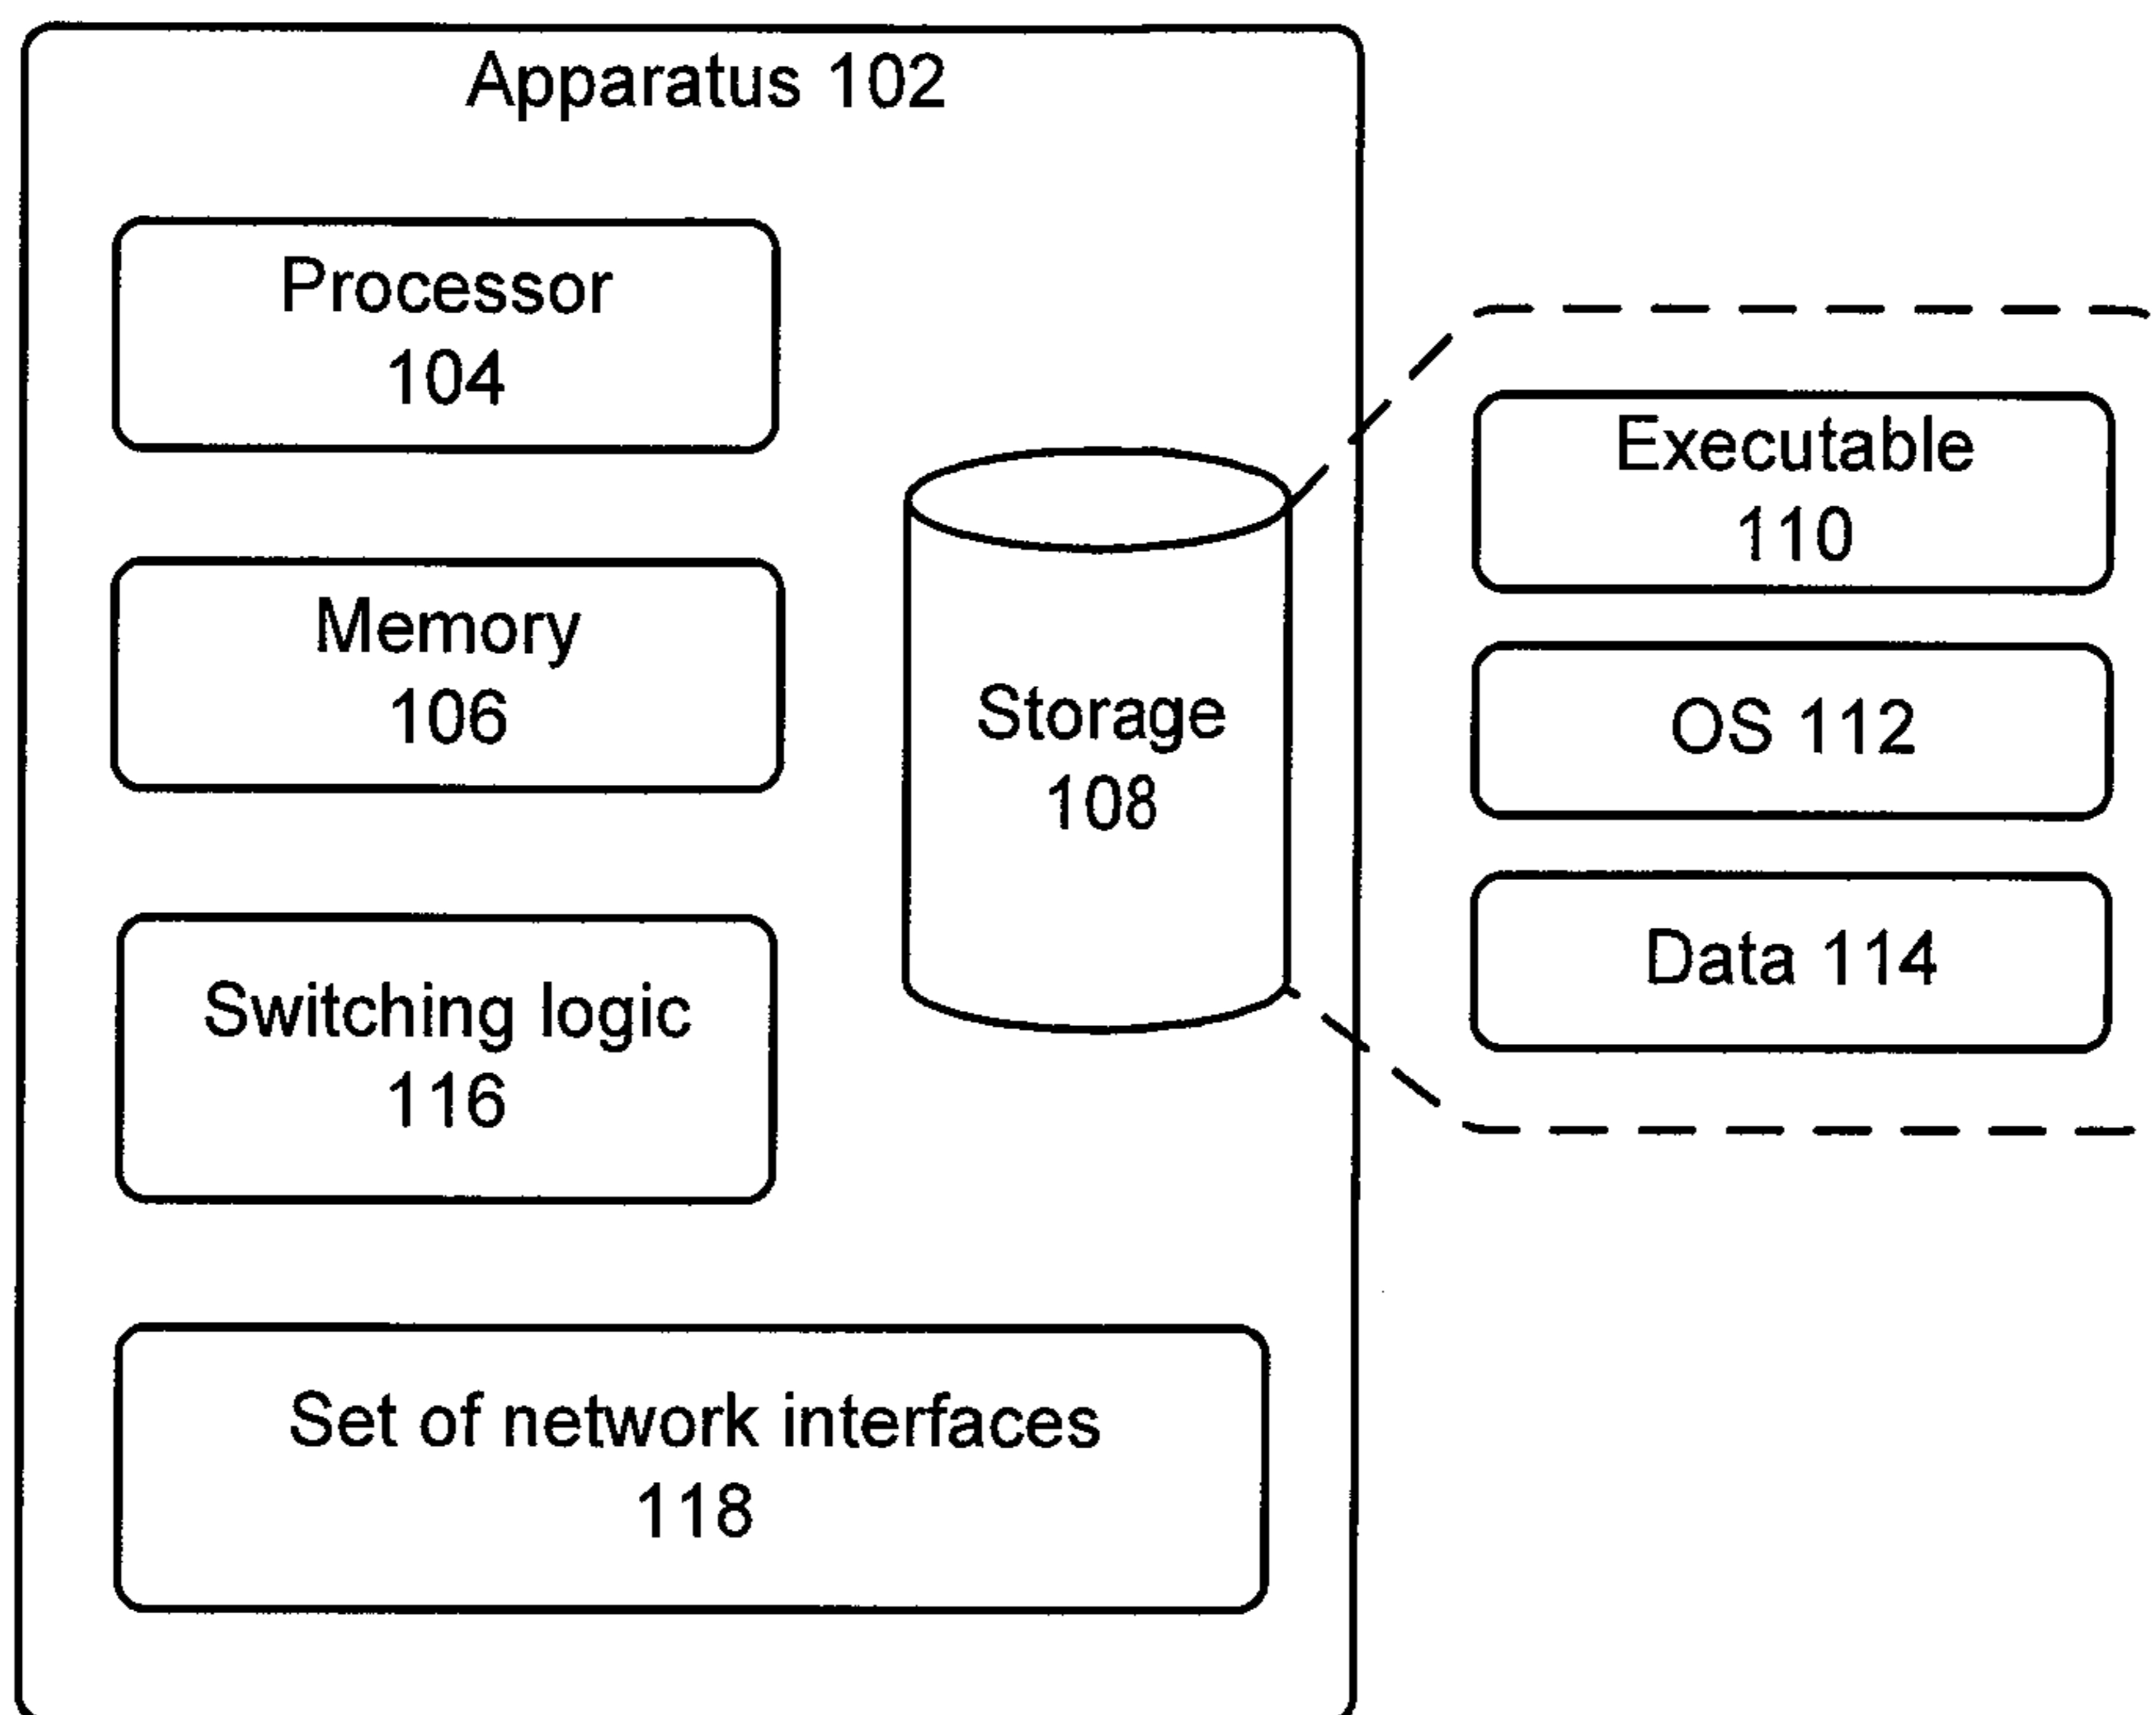 Apparatus 102
Processor
104
Memory
106
Storage
108
Switching logic
116
Set of network interfaces
118
Executable
110
OS 112
Data 114